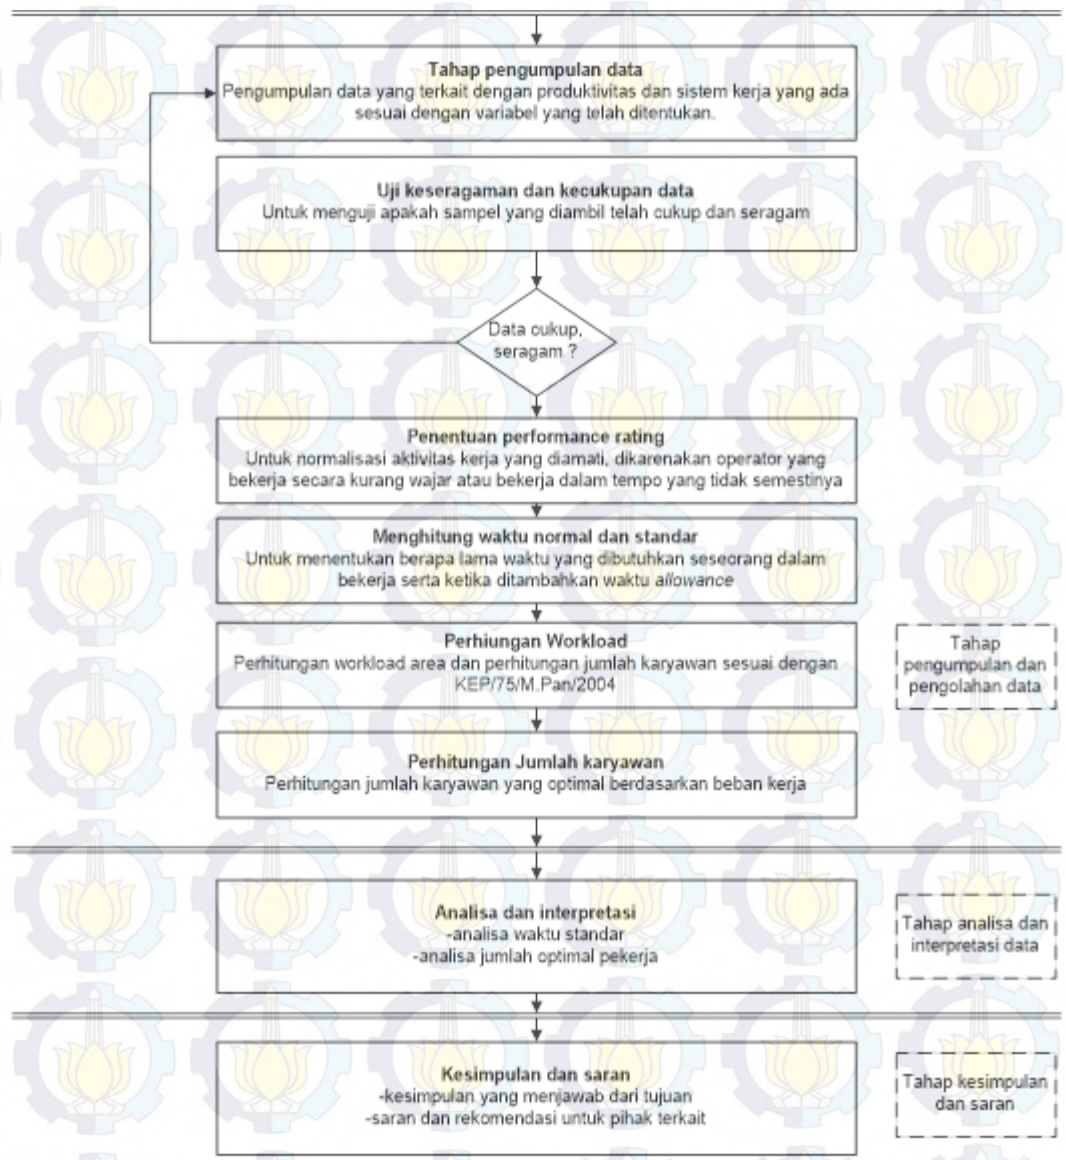 Tahap pengumpulan data
Pengumpulan data yang terkait dengan produktivitas dan sistem kerja yang ada
sesuai dengan variabel yang telah ditentukan.
Uji keseragaman dan kecukupan data
Untuk menguji apakah sampel yang diambil telah cukup dan seragam
Data cukup,
seragam ?
Penentuan performance rating
Untuk normalisasi aktivitas kerja yang diamati, dikarenakan operator yang
bekerja secara kurang wajar atau bekerja dalam tempo yang tidak semestinya
Menghitung waktu normal dan standar
Untuk menentukan berapa lama waktu yang dibutuhkan seseorang dalam
bekerja serta ketika ditambahkan waktu allowance
Perhiungan Workload
Perhitungan workload area dan perhitungan jumlah karyawan sesuai dengan
KEP/75/M.Pan/2004
Tahap
pengumpulan dan
pengolahan data
Perhitungan Jumlah karyawan
Perhitungan jumlah karyawan yang optimal berdasarkan beban kerja
Analisa dan interpretasi
-analisa waktu standar
-analisa jumlah optimal pekerja
Tahap analisa dan
interpretasi data
Kesimpulan dan saran
-kesimpulan yang menjawab dari tujuan
-saran dan rekomendasi untuk pihak terkait
Tahap kesimpulan
dan saran